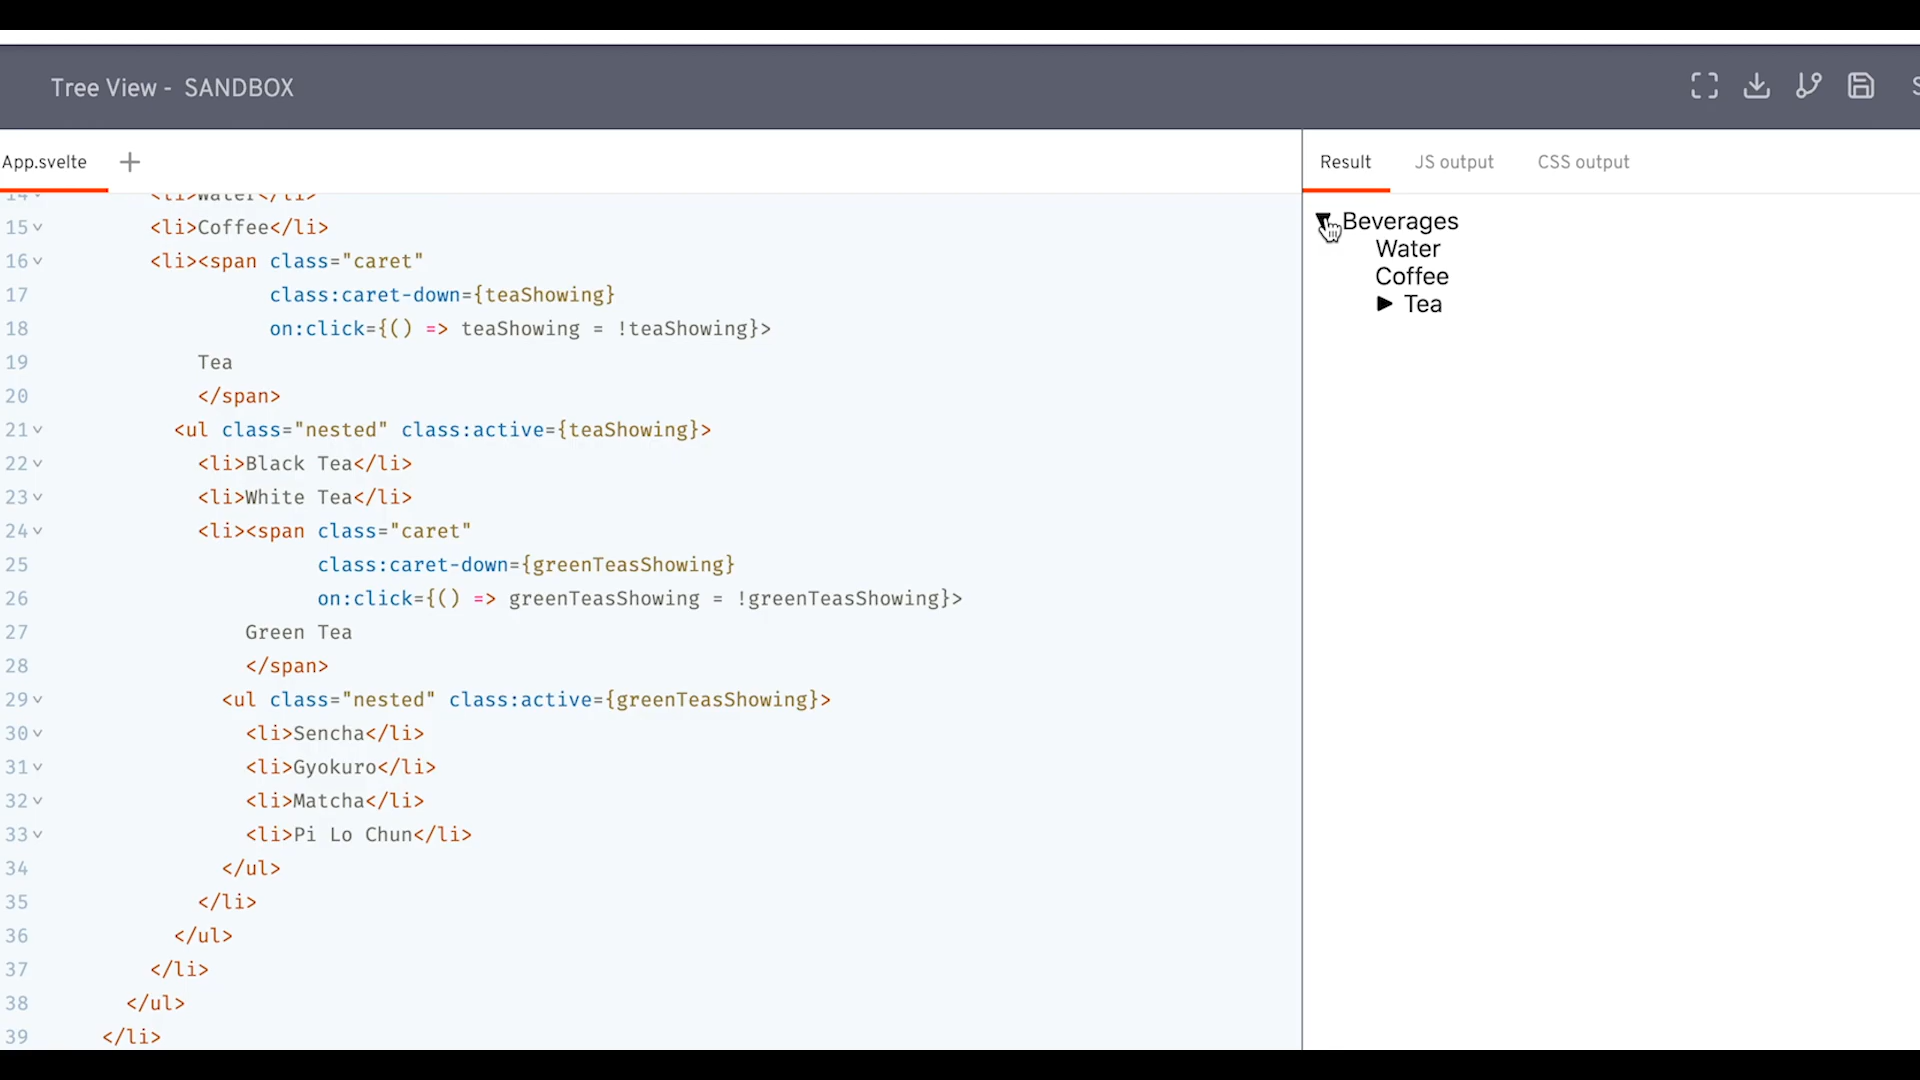 Tree View - SANDBOX
App.svelte +
Result JS output CSS output
14 <li>Water</li>
15 <li>Coffee</li>
16 <li><span class="caret"
17 class:caret-down={teaShowing}
18 on:click={() => teaShowing = !teaShowing}>
19 Tea
20 </span>
21 <ul class="nested" class:active={teaShowing}>
22 <li>Black Tea</li>
23 <li>White Tea</li>
24 <li><span class="caret"
25 class:caret-down={greenTeasShowing}
26 on:click={() => greenTeasShowing = !greenTeasShowing}>
27 Green Tea
28 </span>
29 <ul class="nested" class:active={greenTeasShowing}>
30 <li>Sencha</li>
31 <li>Gyokuro</li>
32 <li>Matcha</li>
33 <li>Pi Lo Chun</li>
34 </ul>
35 </li>
36 </ul>
37 </li>
38 </ul>
39 </li>
Beverages
Water
Coffee
Tea